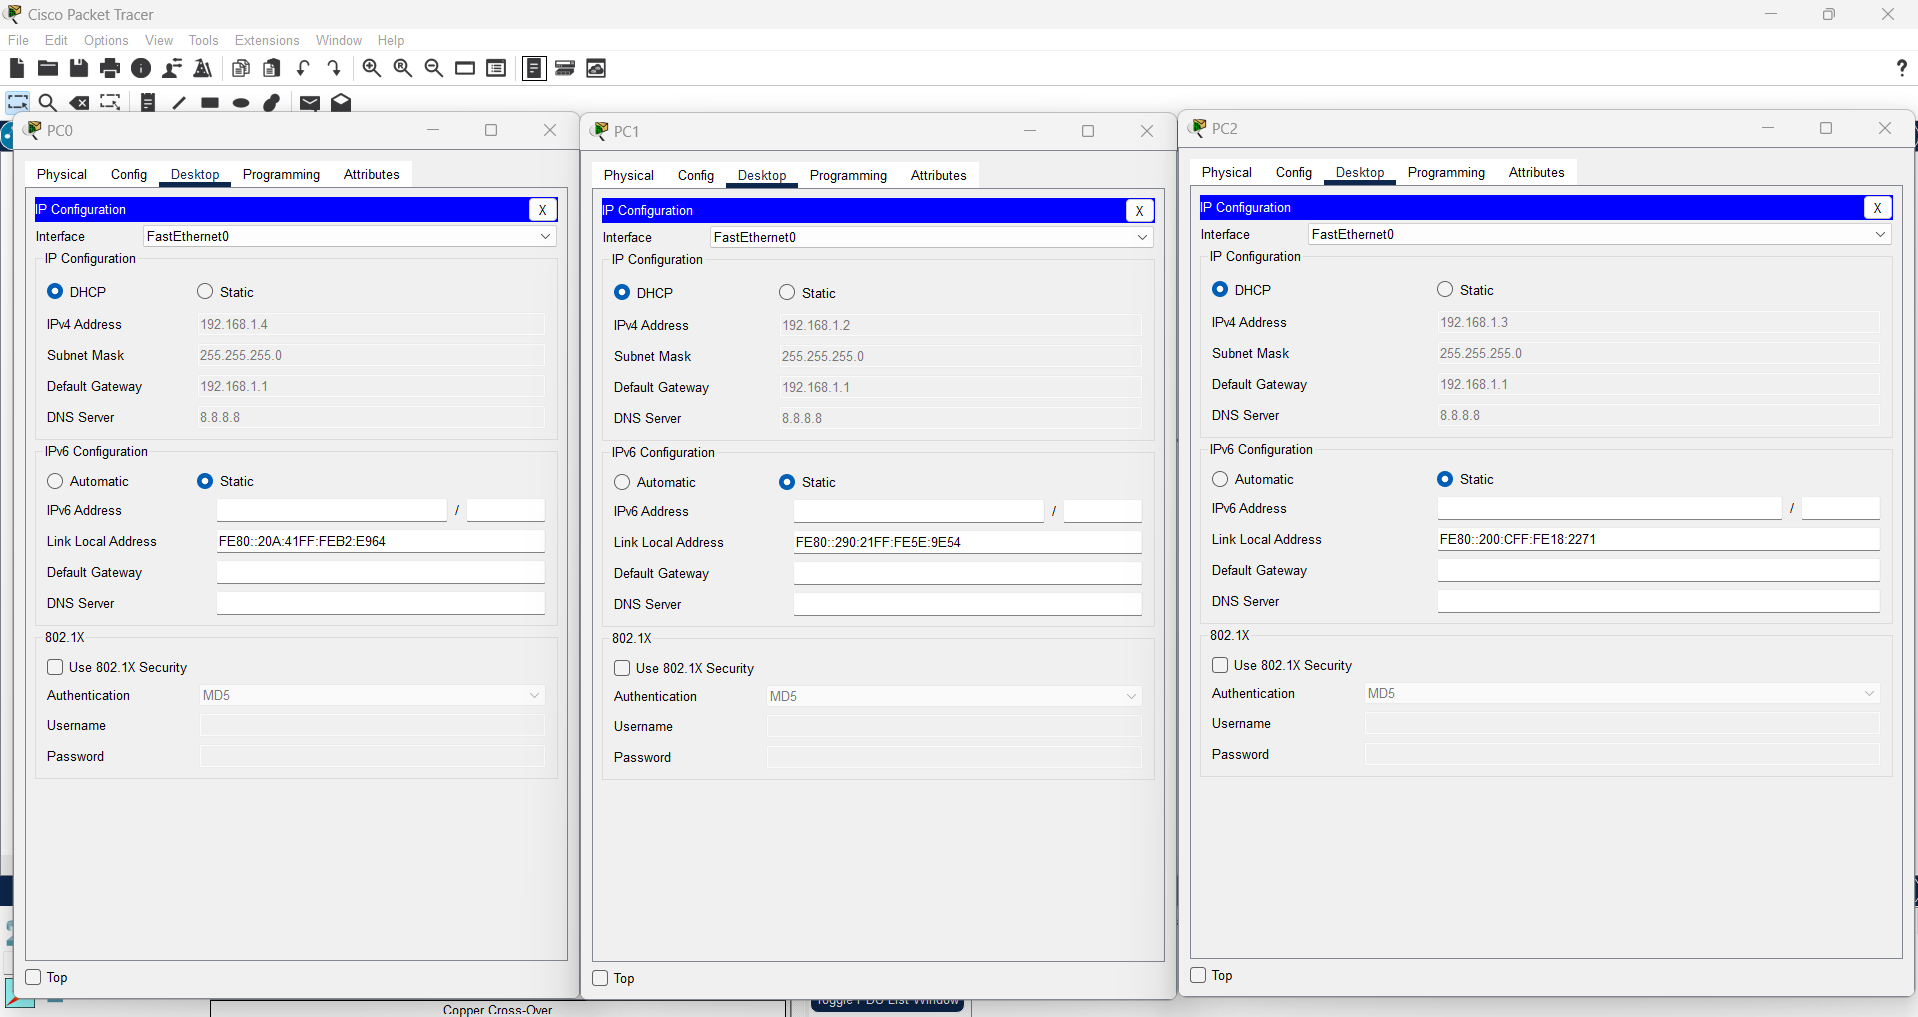 Cisco Packet Tracer
File Edit Options View Tools Extensions Window Help
?
PC0
Physical Config Desktop Programming Attributes
IP Configuration X
Interface FastEthernet0
IP Configuration
DHCP Static
IPv4 Address 192.168.1.4
Subnet Mask 255.255.255.0
Default Gateway 192.168.1.1
DNS Server 8.8.8.8
IPv6 Configuration
Automatic Static
IPv6 Address /
Link Local Address FE80::20A:41FF:FEB2:E964
Default Gateway
DNS Server
802.1X
Use 802.1X Security
Authentication MD5
Username
Password
Top
PC1
Physical Config Desktop Programming Attributes
IP Configuration X
Interface FastEthernet0
IP Configuration
DHCP Static
IPv4 Address 192.168.1.2
Subnet Mask 255.255.255.0
Default Gateway 192.168.1.1
DNS Server 8.8.8.8
IPv6 Configuration
Automatic Static
IPv6 Address /
Link Local Address FE80::290:21FF:FE5E:9E54
Default Gateway
DNS Server
802.1X
Use 802.1X Security
Authentication MD5
Username
Password
Top
PC2
Physical Config Desktop Programming Attributes
IP Configuration X
Interface FastEthernet0
IP Configuration
DHCP Static
IPv4 Address 192.168.1.3
Subnet Mask 255.255.255.0
Default Gateway 192.168.1.1
DNS Server 8.8.8.8
IPv6 Configuration
Automatic Static
IPv6 Address /
Link Local Address FE80::200:CFF:FE18:2271
Default Gateway
DNS Server
802.1X
Use 802.1X Security
Authentication MD5
Username
Password
Top
Copper Cross-Over
Toggle PDU List Window